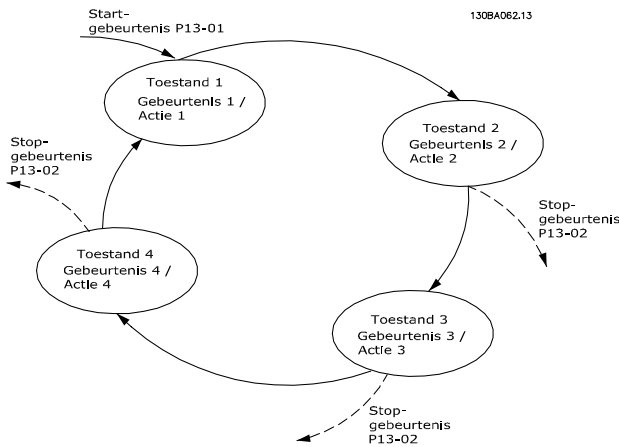 Start-
gebeurtenis P13-01
130BA062.13
Toestand 1
Gebeurtenis 1 /
Actie 1
Toestand 2
Gebeurtenis 2 /
Actie 2
Stop-
gebeurtenis
P13-02
Stop-
gebeurtenis
P13-02
Toestand 4
Gebeurtenis 4 /
Actie 4
Toestand 3
Gebeurtenis 3 /
Actie 3
Stop-
gebeurtenis
P13-02